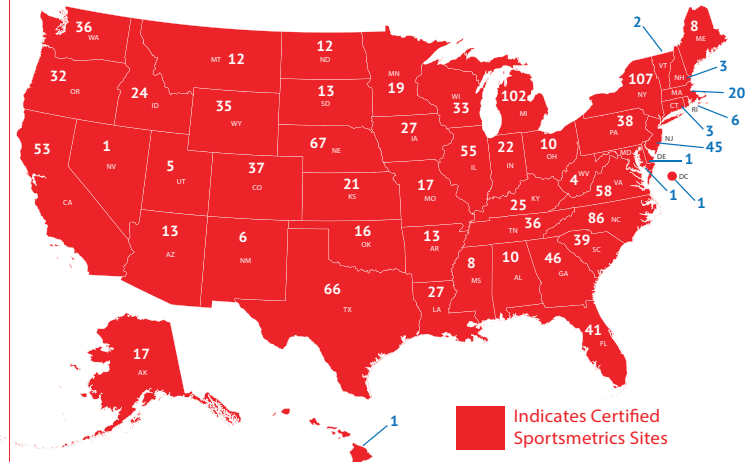 36
WA
32
OR
24
ID
MT 12
35
WY
12
ND
13
SD
67 NE
MN
19
27
IA
WI
33
102
MI
2
VT
8
ME
107
NY
NH
3
MA
20
CT
RI
6
3
38
PA
NJ
45
MD
DE
1
1
DC
1
53
CA
1
NV
5
UT
37
CO
21
KS
17
MO
55
IL
22
IN
10
OH
4
WV
58
VA
25
KY
36
TN
86 NC
39
SC
13
AZ
6
NM
16
OK
13
AR
8
MS
10
AL
46
GA
66
TX
27
LA
41
FL
17
AK
1
Indicates Certified
Sportsmetrics Sites